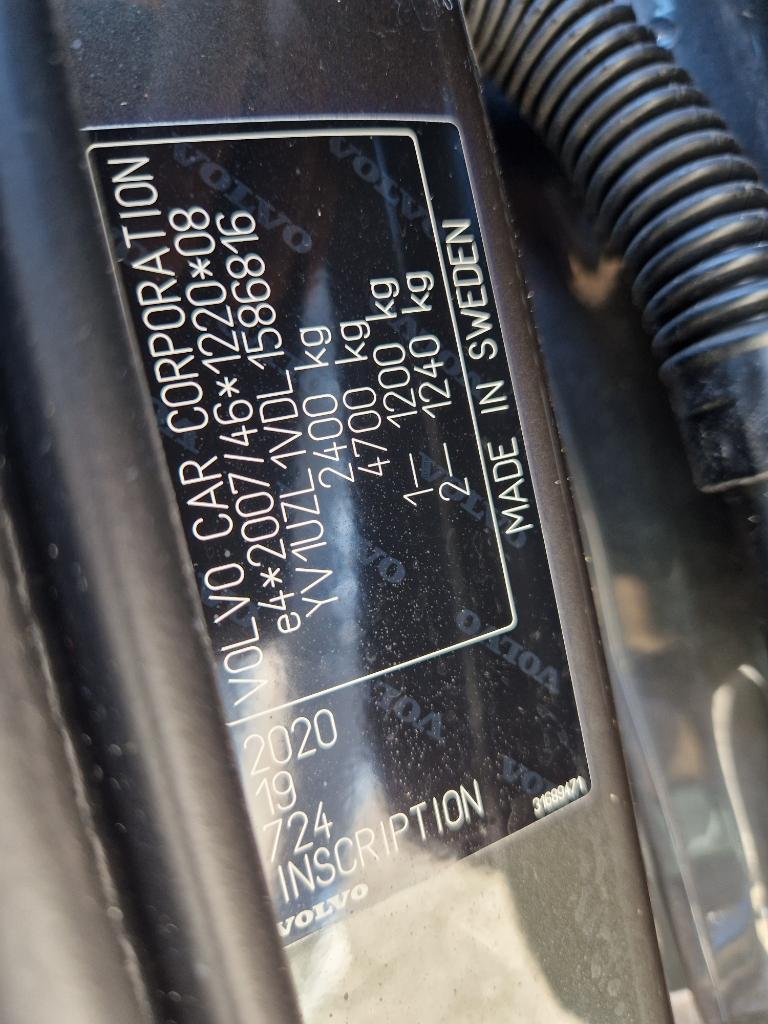 VOLVO CAR CORPORATION
e4*2007/46*1220*08
YV1UZL1VDL1586816
2400 kg
4700 kg
1— 1200 kg
2— 1240 kg
MADE IN SWEDEN
2020
19
724
INSCRIPTION
VOLVO
31689471